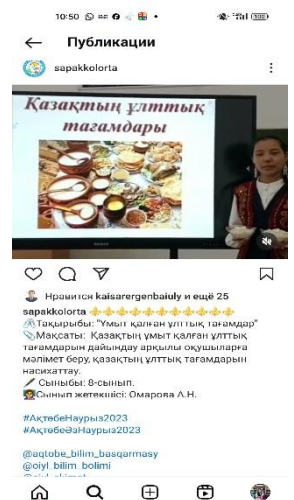 10:50
Публикации
sapakkolorta
Қазақтың ұлттық
тағамдары
Нравится kaisarergenbaiuly и ещё 25
sapakkolorta
Тақырыбы: "Ұмыт қалған ұлттық тағамдар"
Мақсаты: Қазақтың ұмыт қалған ұлттық
тағамдарын дайындау арқылы оқушыларға
мәлімет беру, қазақтың ұлттық тағамдарын
насихаттау.
Сыныбы: 8-сынып.
Сынып жетекшісі: Омарова А.Н.
#АқтөбеНаурыз2023
#АқтөбеӘзНаурыз2023
@aqtobe_bilim_basqarmasy
@oiyl_bilim_bolimi